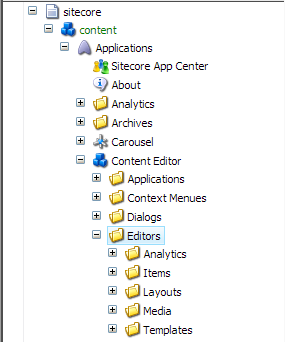 sitecore
content
Applications
Sitecore App Center
About
Analytics
Archives
Carousel
Content Editor
Applications
Context Menues
Dialogs
Editors
Analytics
Items
Layouts
Media
Templates